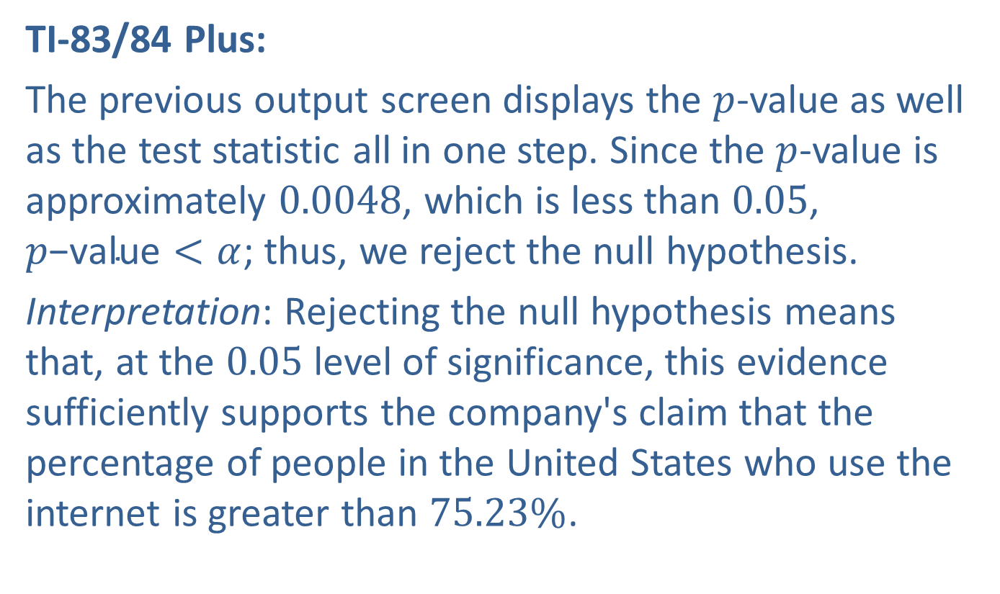 TI-83/84 Plus:
The previous output screen displays the p-value as well
as the test statistic all in one step. Since the p-value is
approximately 0.0048, which is less than 0.05,
p−value < α; thus, we reject the null hypothesis.
Interpretation: Rejecting the null hypothesis means
that, at the 0.05 level of significance, this evidence
sufficiently supports the company's claim that the
percentage of people in the United States who use the
internet is greater than 75.23%.